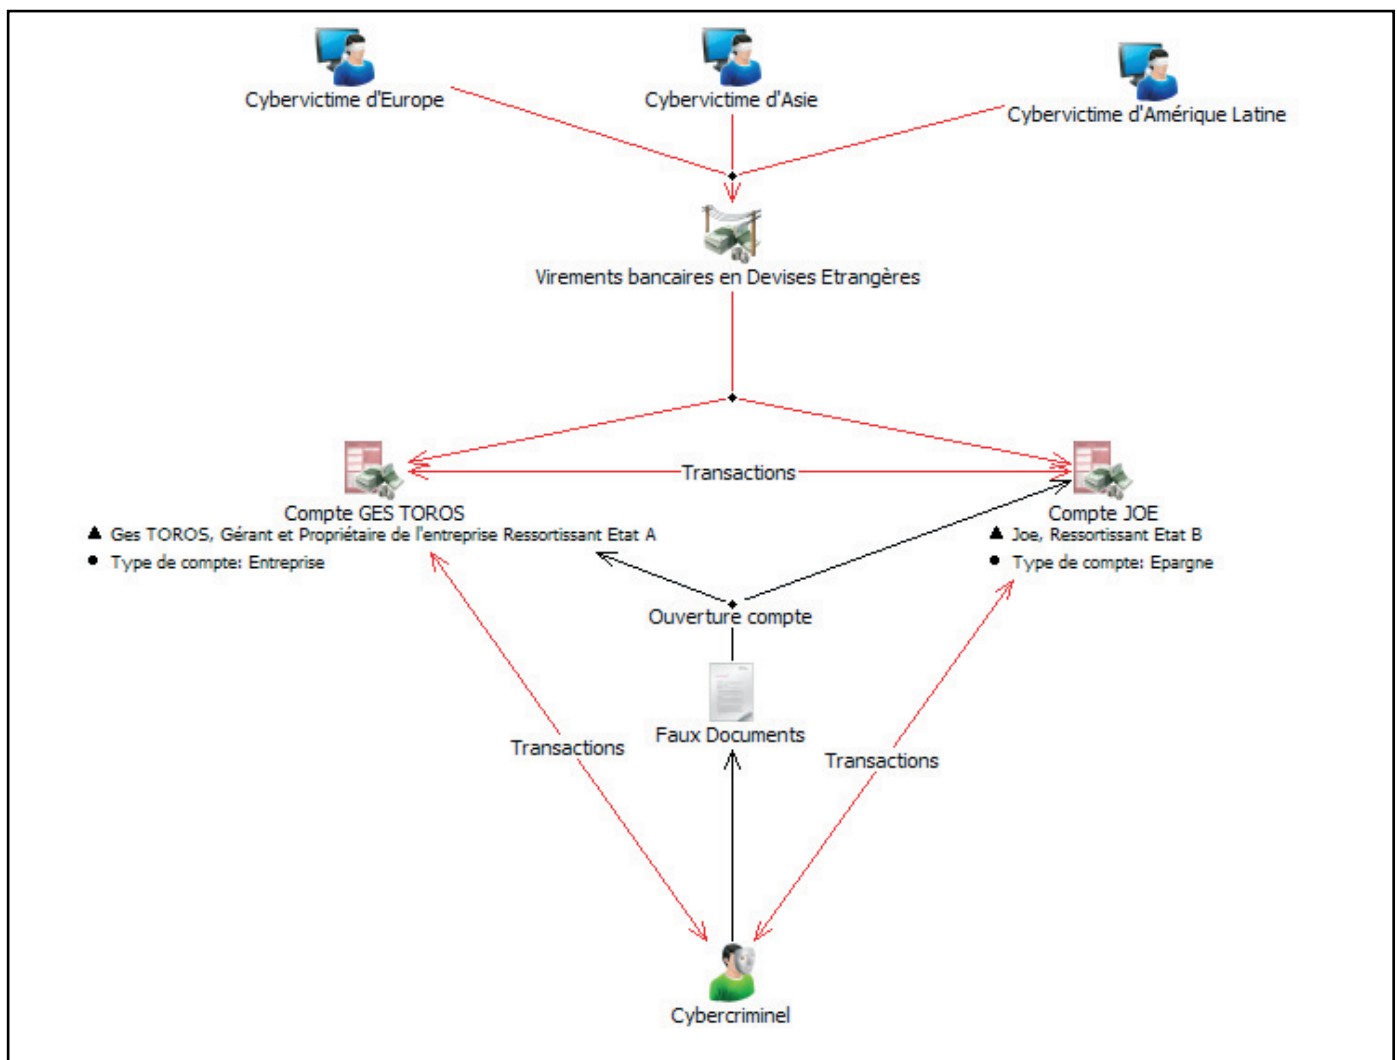 Cybervictime d'Europe
Cybervictime d'Asie
Cybervictime d'Amérique Latine
Virements bancaires en Devises Etrangères
Transactions
Compte GES TOROS
▲ Ges TOROS, Gérant et Propriétaire de l'entreprise Ressortissant Etat A
● Type de compte: Entreprise
Compte JOE
▲ Joe, Ressortissant Etat B
● Type de compte: Epargne
Ouverture compte
Faux Documents
Transactions
Transactions
Cybercriminel